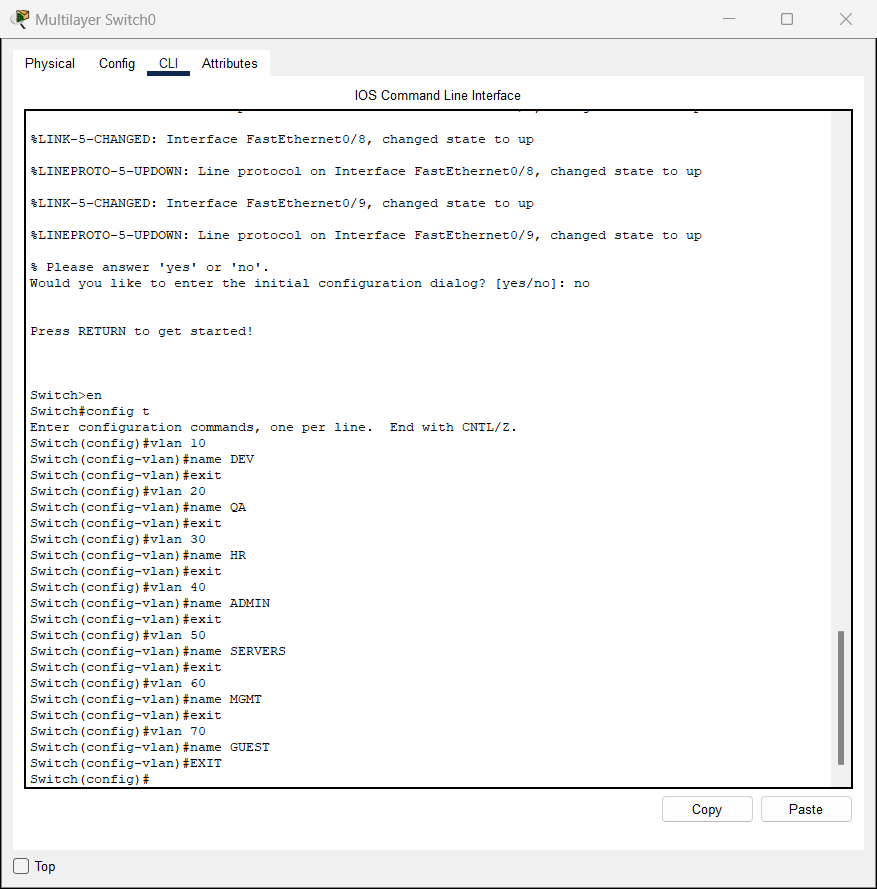 Multilayer Switch0
Physical Config CLI Attributes
IOS Command Line Interface
%LINK-5-CHANGED: Interface FastEthernet0/8, changed state to up
%LINEPROTO-5-UPDOWN: Line protocol on Interface FastEthernet0/8, changed state to up
%LINK-5-CHANGED: Interface FastEthernet0/9, changed state to up
%LINEPROTO-5-UPDOWN: Line protocol on Interface FastEthernet0/9, changed state to up
% Please answer 'yes' or 'no'.
Would you like to enter the initial configuration dialog? [yes/no]: no
Press RETURN to get started!
Switch>en
Switch#config t
Enter configuration commands, one per line.  End with CNTL/Z.
Switch(config)#vlan 10
Switch(config-vlan)#name DEV
Switch(config-vlan)#exit
Switch(config)#vlan 20
Switch(config-vlan)#name QA
Switch(config-vlan)#exit
Switch(config)#vlan 30
Switch(config-vlan)#name HR
Switch(config-vlan)#exit
Switch(config)#vlan 40
Switch(config-vlan)#name ADMIN
Switch(config-vlan)#exit
Switch(config)#vlan 50
Switch(config-vlan)#name SERVERS
Switch(config-vlan)#exit
Switch(config)#vlan 60
Switch(config-vlan)#name MGMT
Switch(config-vlan)#exit
Switch(config)#vlan 70
Switch(config-vlan)#name GUEST
Switch(config-vlan)#EXIT
Switch(config)#
Copy Paste
Top